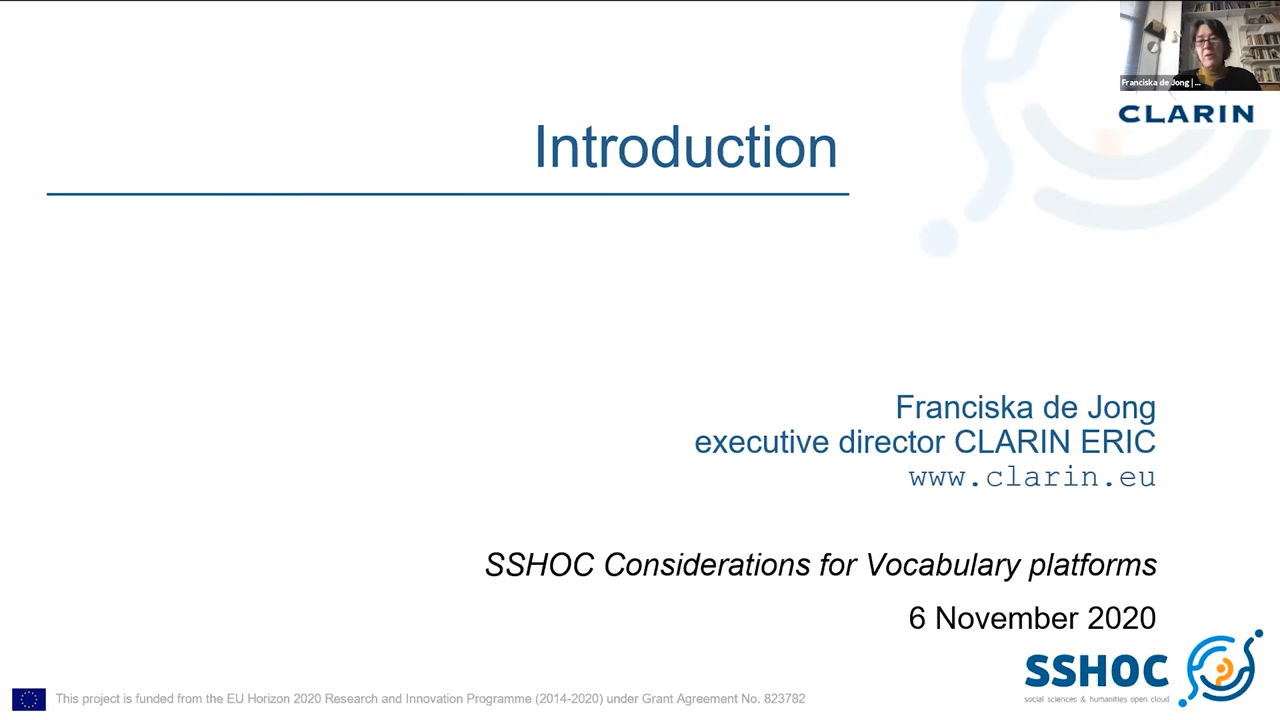 Franciska de Jong | ...
CLARIN
Introduction
Franciska de Jong
executive director CLARIN ERIC
www.clarin.eu
SSHOC Considerations for Vocabulary platforms
6 November 2020
SSHOC
social sciences & humanities open cloud
This project is funded from the EU Horizon 2020 Research and Innovation Programme (2014-2020) under Grant Agreement No. 823782